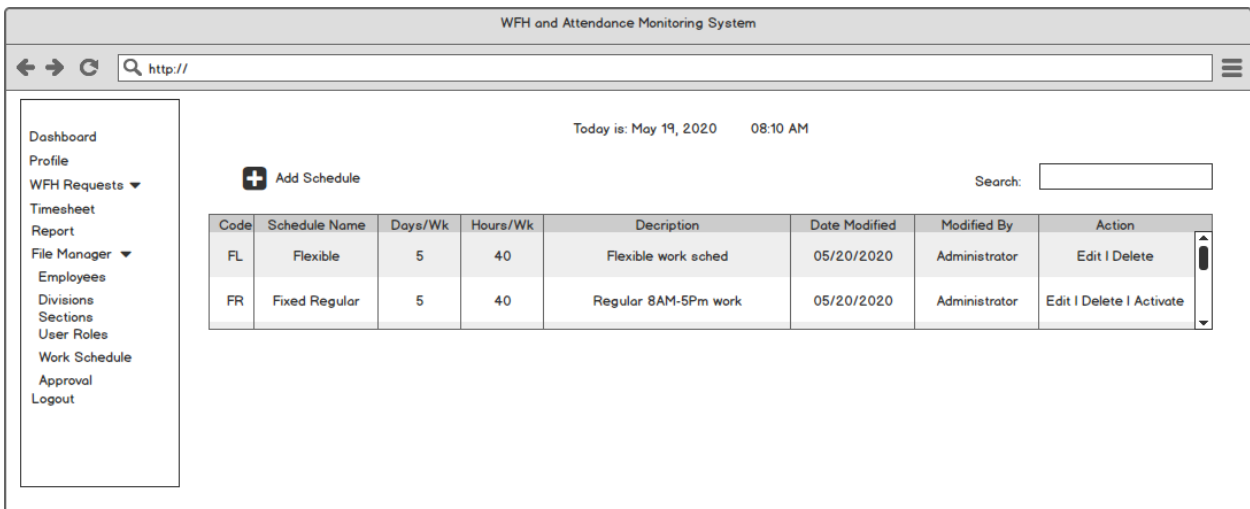 WFH and Attendance Monitoring System
http://
Today is: May 19, 2020 08:10 AM
Dashboard
Profile
WFH Requests
Timesheet
Report
File Manager
Employees
Divisions
Sections
User Roles
Work Schedule
Approval
Logout
Add Schedule
Search:
Code Schedule Name Days/Wk Hours/Wk Decription Date Modified Modified By Action
FL Flexible 5 40 Flexible work sched 05/20/2020 Administrator Edit | Delete
FR Fixed Regular 5 40 Regular 8AM-5Pm work 05/20/2020 Administrator Edit | Delete | Activate